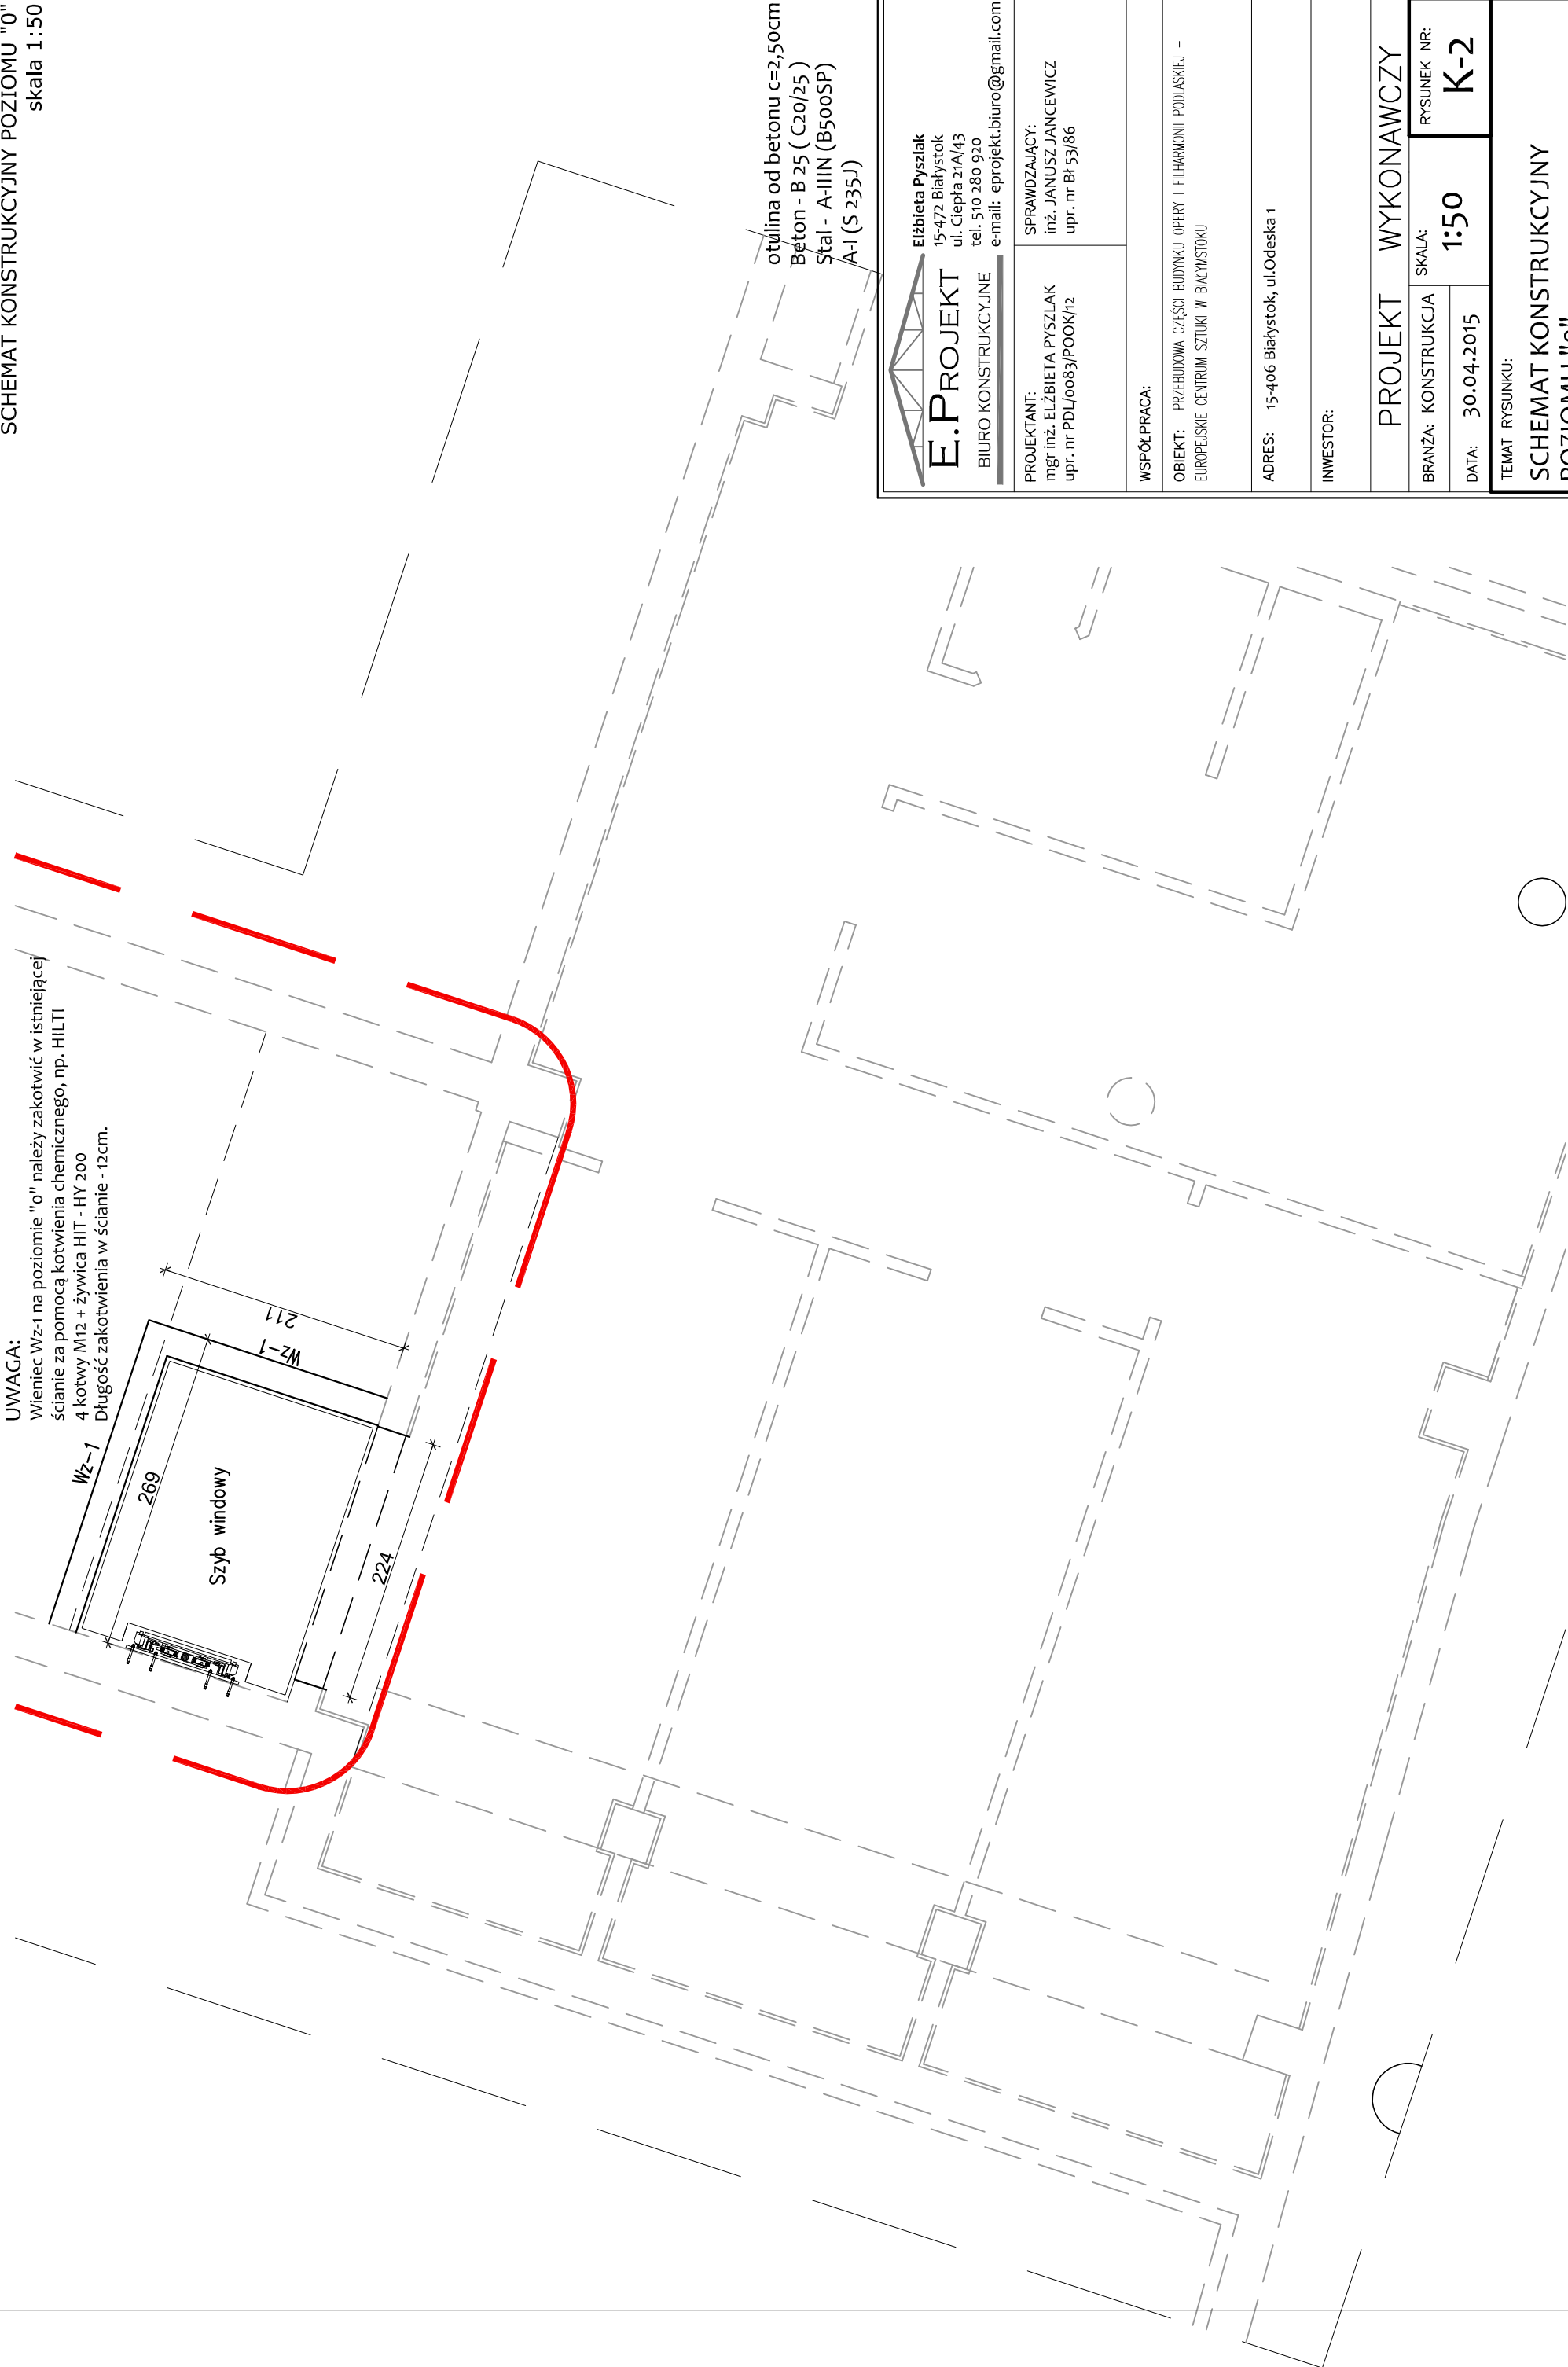 SCHEMAT KONSTRUKCYJNY POZIOMU "0"
skala 1:50
UWAGA:
Wieniec Wz-1 na poziomie "0" należy zakotwić w istniejącej
ścianie za pomocą kotwienia chemicznego, np. HILTI
4 kotwy M12 + żywica HIT - HY 200
Długość zakotwienia w ścianie - 12cm.
Wz-1
269
Szyb windowy
Wz-1
211
224
otulina od betonu c=2,50cm
Beton - B 25 ( C20/25 )
Stal - A-IIIN (B500SP)
A-I (S 235J)
E.PROJEKT
BIURO KONSTRUKCYJNE
Elżbieta Pyszlak
15-472 Białystok
ul. Ciepła 21A/43
tel. 510 280 920
e-mail: eprojekt.biuro@gmail.com
PROJEKTANT:
mgr inż. ELŻBIETA PYSZLAK
upr. nr PDL/0083/POOK/12
SPRAWDZAJĄCY:
inż. JANUSZ JANCEWICZ
upr. nr Bł 53/86
WSPÓŁPRACA:
OBIEKT: PRZEBUDOWA CZĘŚCI BUDYNKU OPERY I FILHARMONII PODLASKIEJ –
EUROPEJSKIE CENTRUM SZTUKI W BIAŁYMSTOKU
ADRES: 15-406 Białystok, ul.Odeska 1
INWESTOR:
PROJEKT WYKONAWCZY
BRANŻA: KONSTRUKCJA
SKALA:
1:50
RYSUNEK NR:
K-2
DATA: 30.04.2015
TEMAT RYSUNKU:
SCHEMAT KONSTRUKCYJNY
POZIOMU "0"